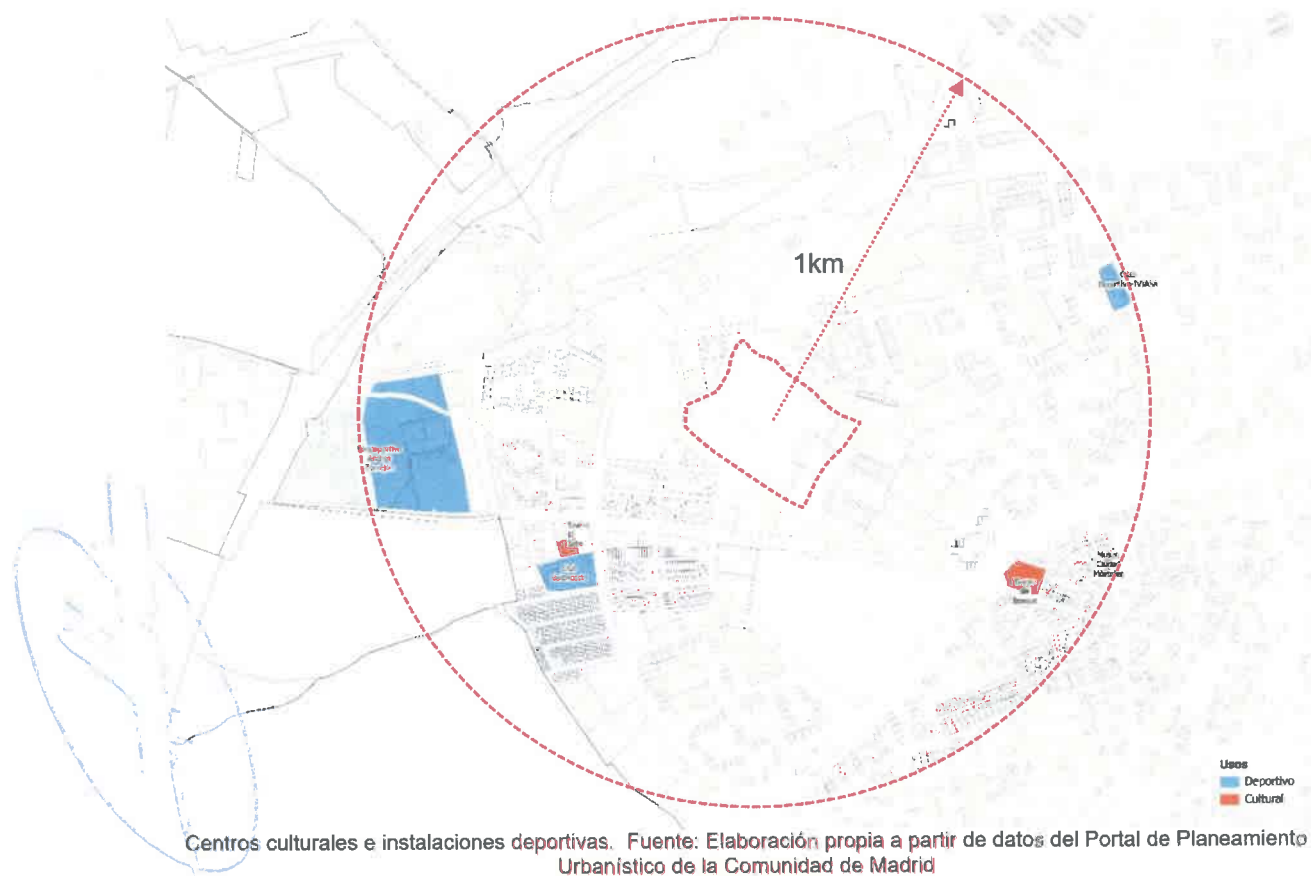 1km
Usos
Deportivo
Cultural
Centros culturales e instalaciones deportivas. Fuente: Elaboración propia a partir de datos del Portal de Planeamiento
Urbanístico de la Comunidad de Madrid